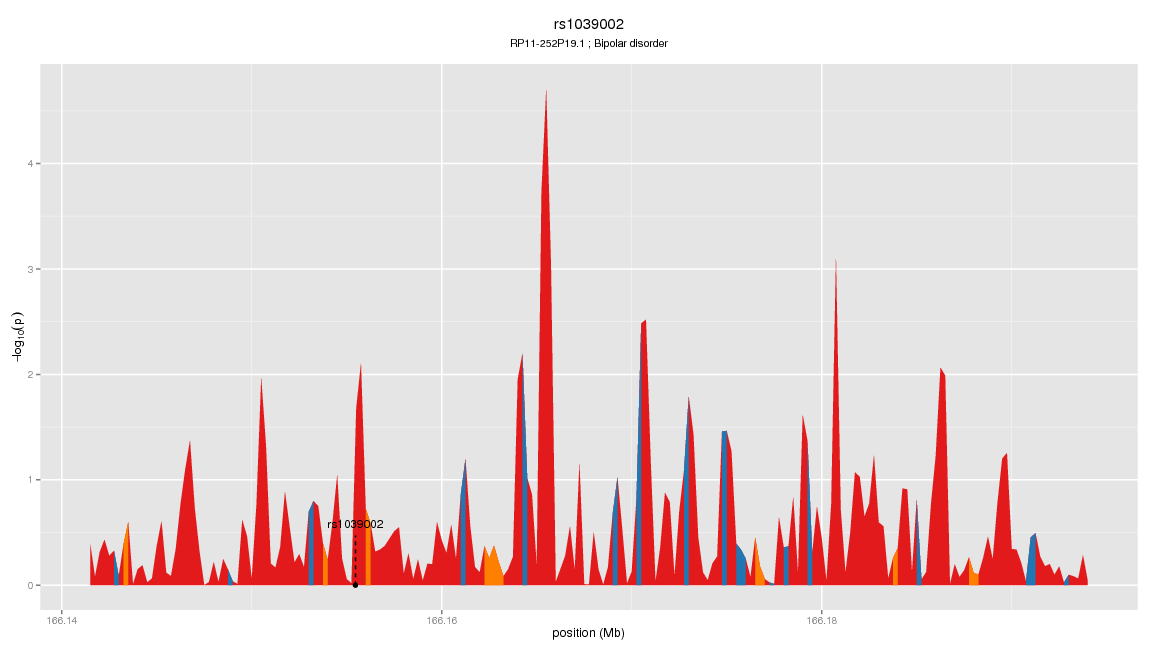 rs1039002
RP11-252P19.1 ; Bipolar disorder
−log10(p)
4
3
2
1
0
rs1039002
166.14
166.16
166.18
position (Mb)